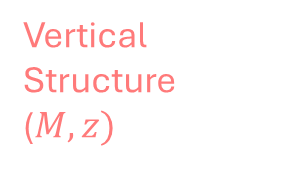 Vertical
Structure
(M, z)